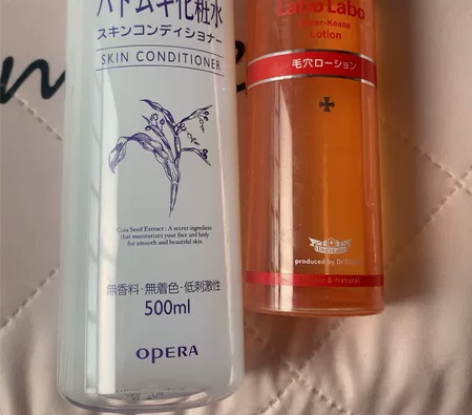 ハトムギ化粧水
スキンコンディショナー
SKIN CONDITIONER
Coix Seed Extract : A secret ingredient
that moisturizes your face and body
for smooth and beautiful skin.
無香料・無着色・低刺激性
500ml
OPERA
Labo Labo
Super-Keana
Lotion
毛穴ローション
produced by Dr.
& Natural